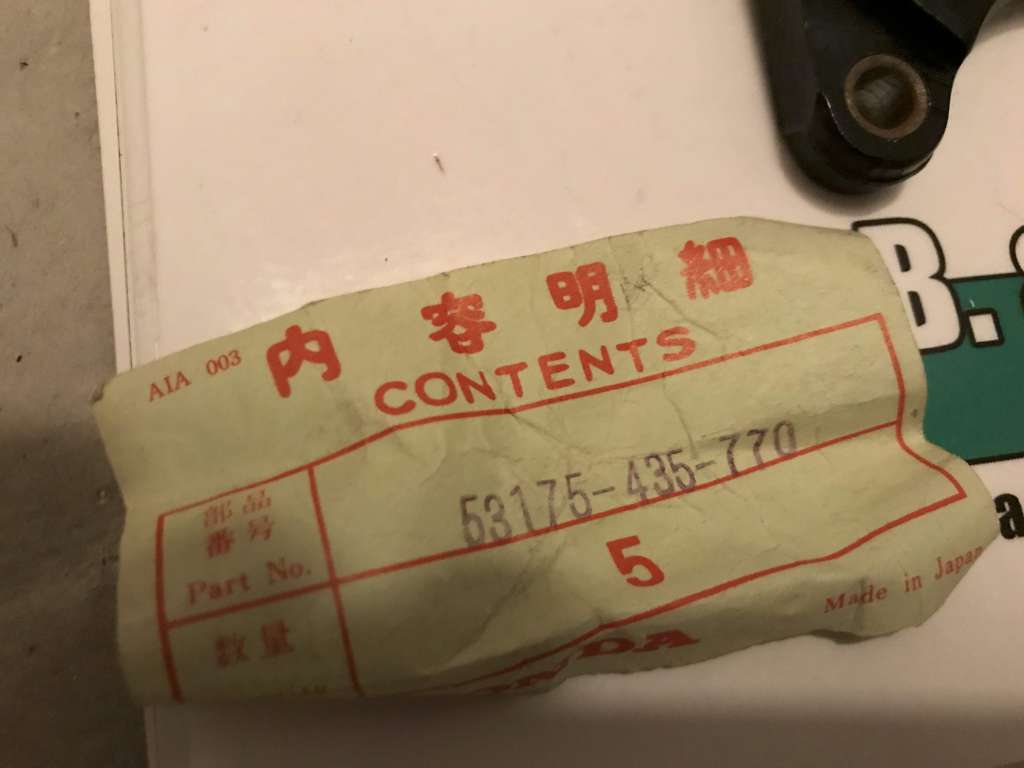 AIA 003
内容明細
CONTENTS
部品
番号
Part No.
53175-435-770
数量
5
Made in Japan
B.
a